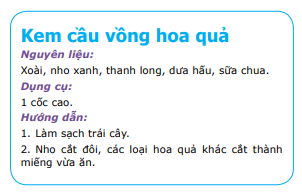 Kem cầu vồng hoa quả
Nguyên liệu:
Xoài, nho xanh, thanh long, dưa hấu, sữa chua.
Dụng cụ:
1 cốc cao.
Hướng dẫn:
1. Làm sạch trái cây.
2. Nho cắt đôi, các loại hoa quả khác cắt thành
miếng vừa ăn.